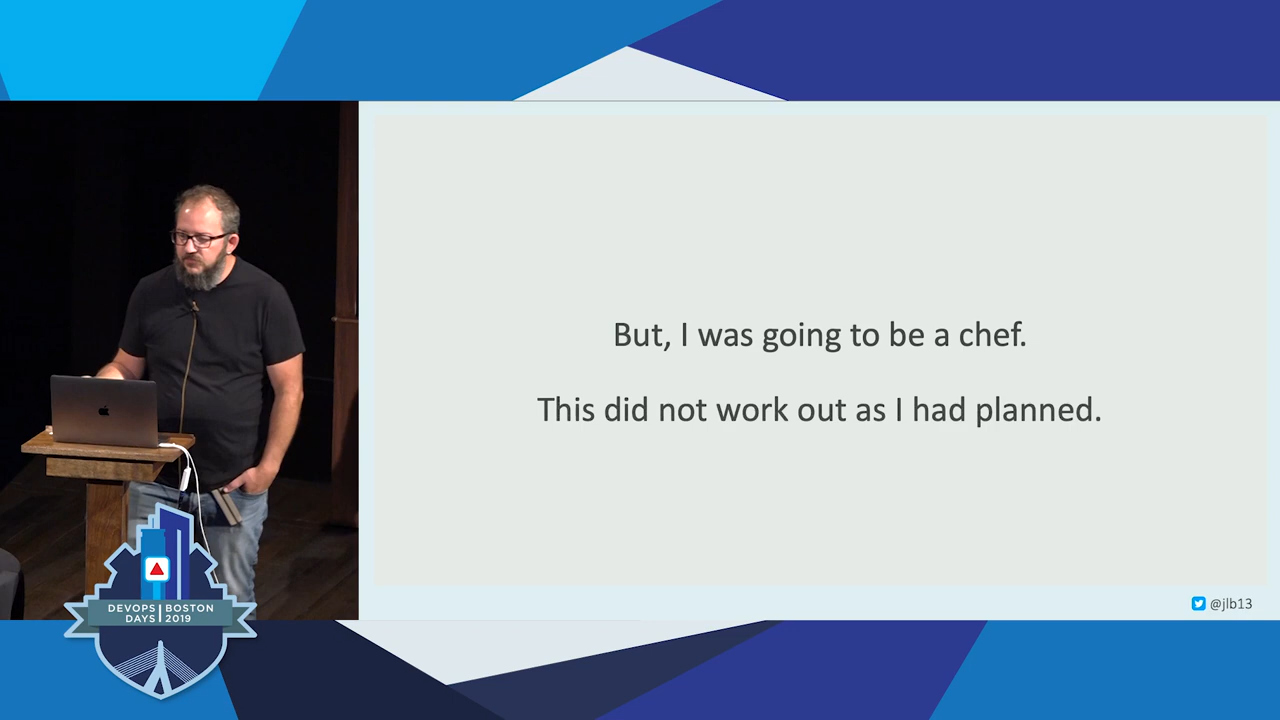 But, I was going to be a chef.
This did not work out as I had planned.
@jlb13
DEVOPS BOSTON
DAYS 2019